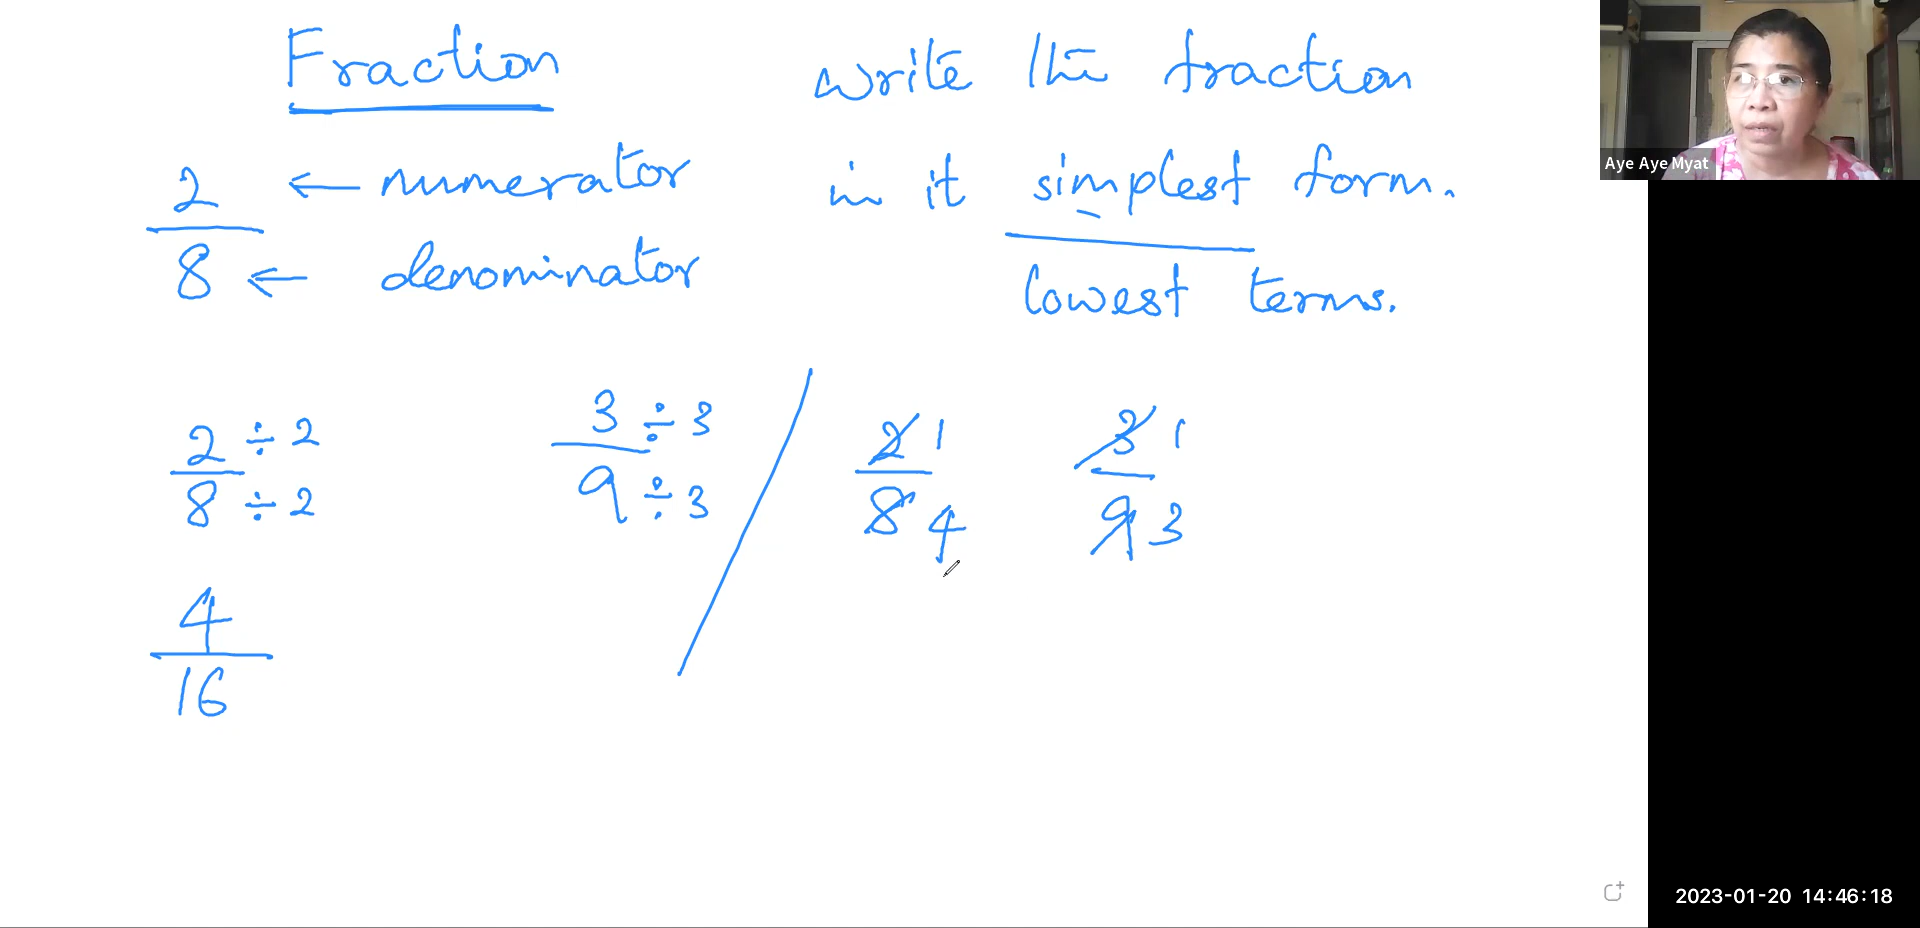 Fraction
2 ← numerator
8 ← denominator
write the fraction
in it simplest form.
lowest terms.
2 ÷ 2
8 ÷ 2
3 ÷ 3
9 ÷ 3
2 1
8 4
3 1
9 3
4
16
Aye Aye Myat
2023-01-20 14:46:18